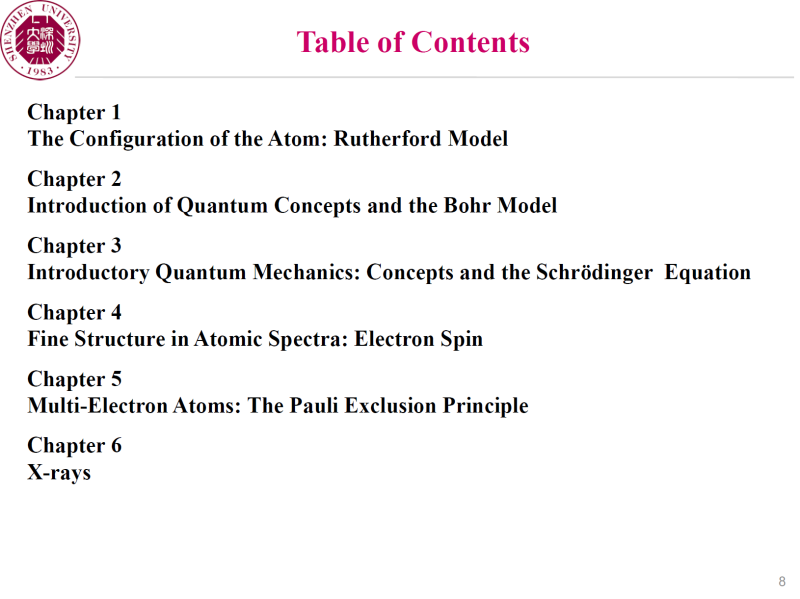 SHENZHEN UNIVERSITY
大深
學圳
·1983·
Table of Contents
Chapter 1
The Configuration of the Atom: Rutherford Model
Chapter 2
Introduction of Quantum Concepts and the Bohr Model
Chapter 3
Introductory Quantum Mechanics: Concepts and the Schrödinger  Equation
Chapter 4
Fine Structure in Atomic Spectra: Electron Spin
Chapter 5
Multi-Electron Atoms: The Pauli Exclusion Principle
Chapter 6
X-rays
8